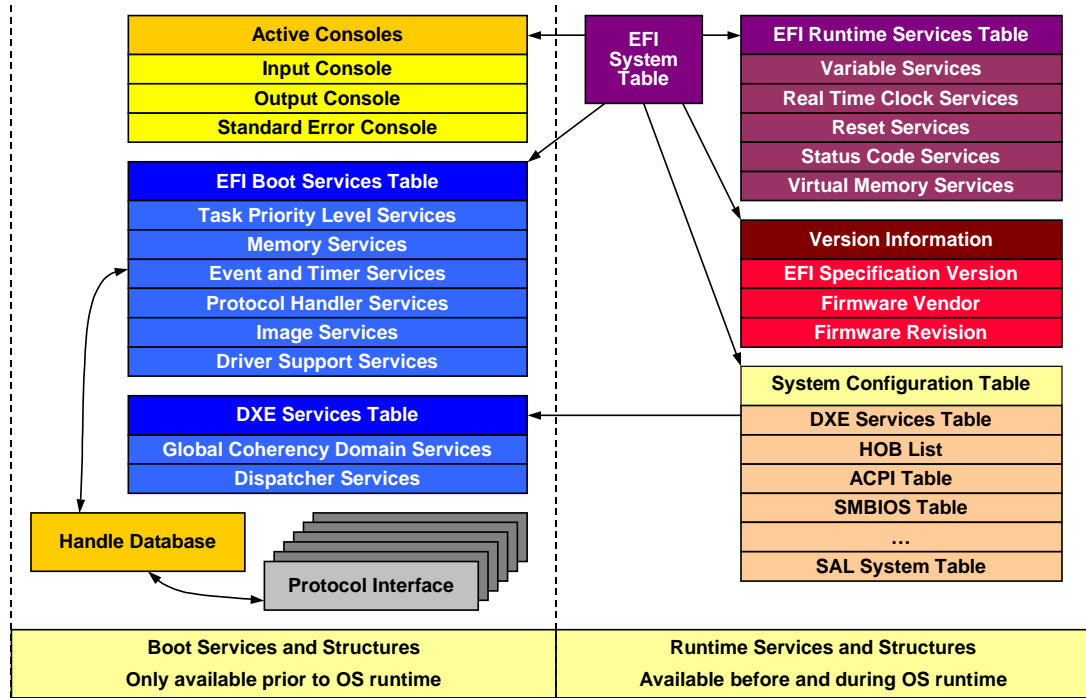 Active Consoles
Input Console
Output Console
Standard Error Console
EFI
System
Table
EFI Runtime Services Table
Variable Services
Real Time Clock Services
Reset Services
Status Code Services
Virtual Memory Services
EFI Boot Services Table
Task Priority Level Services
Memory Services
Event and Timer Services
Protocol Handler Services
Image Services
Driver Support Services
Version Information
EFI Specification Version
Firmware Vendor
Firmware Revision
DXE Services Table
Global Coherency Domain Services
Dispatcher Services
System Configuration Table
DXE Services Table
HOB List
ACPI Table
SMBIOS Table
…
SAL System Table
Handle Database
Protocol Interface
Boot Services and Structures
Only available prior to OS runtime
Runtime Services and Structures
Available before and during OS runtime